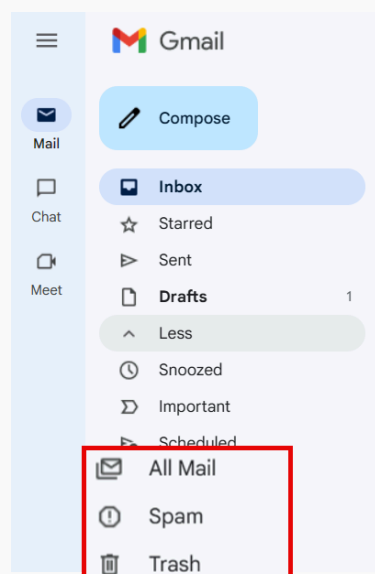 Gmail
Compose
Mail
Inbox
Chat
Starred
Sent
Meet
Drafts 1
Less
Snoozed
Important
Scheduled
All Mail
Spam
Trash